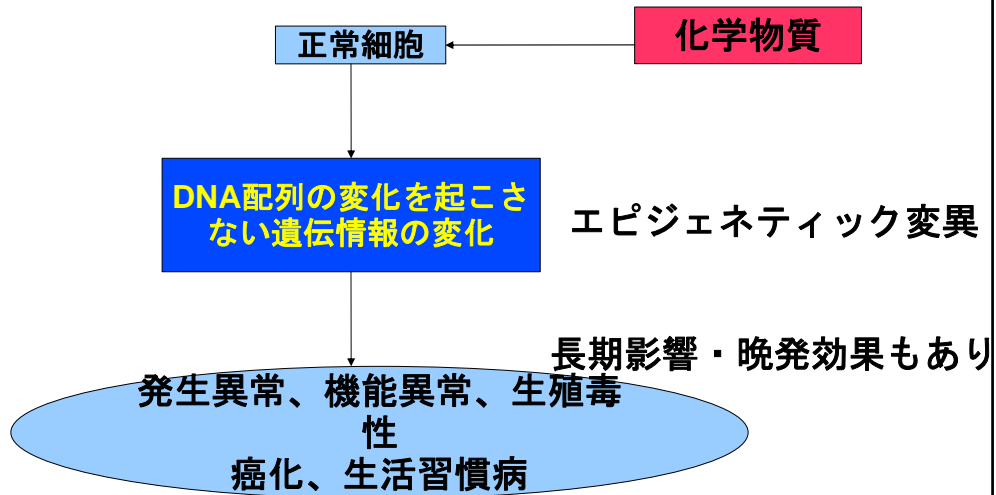 化学物質
正常細胞
DNA配列の変化を起こさ
ない遺伝情報の変化
エピジェネティック変異
長期影響・晩発効果もあり
発生異常、機能異常、生殖毒
性
癌化、生活習慣病